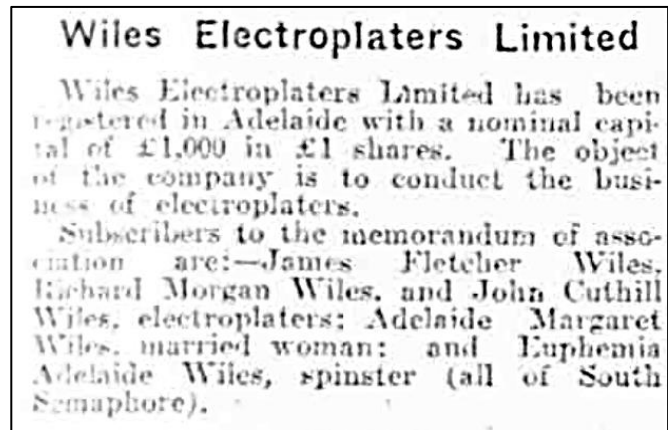 Wiles Electroplaters Limited
Wiles Electroplaters Limited has been
registered in Adelaide with a nominal capi-
tal of £1,000 in £1 shares. The object
of the company is to conduct the busi-
ness of electroplaters.
Subscribers to the memorandum of asso-
ciation are:—James Fletcher Wiles,
Richard Morgan Wiles, and John Cuthill
Wiles, electroplaters; Adelaide Margaret
Wiles, married woman; and Euphemia
Adelaide Wiles, spinster (all of South
Semaphore).